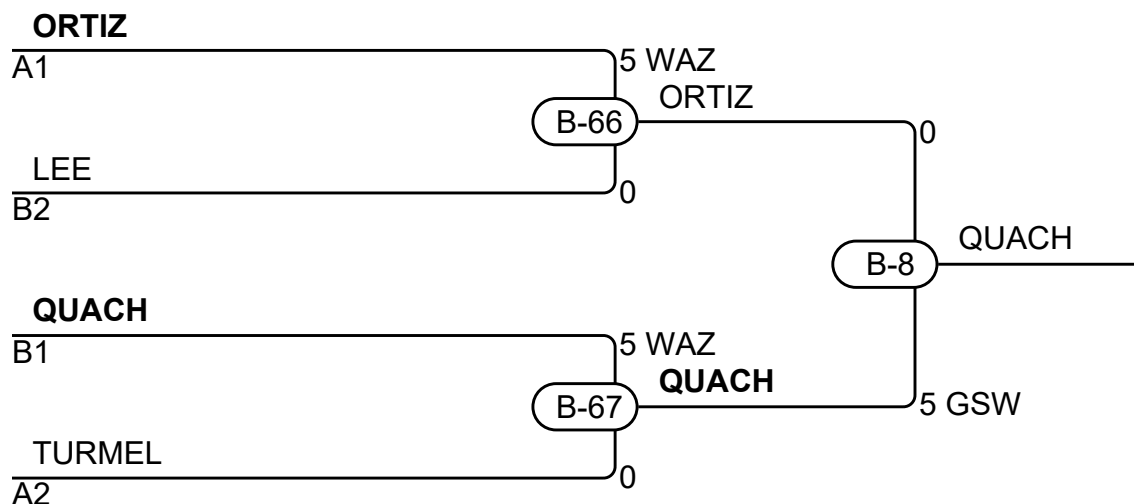 ORTIZ
A1
5 WAZ
B-66
ORTIZ
0
LEE
B2
0
B-8
QUACH
QUACH
B1
5 WAZ
B-67
QUACH
5 GSW
TURMEL
A2
0